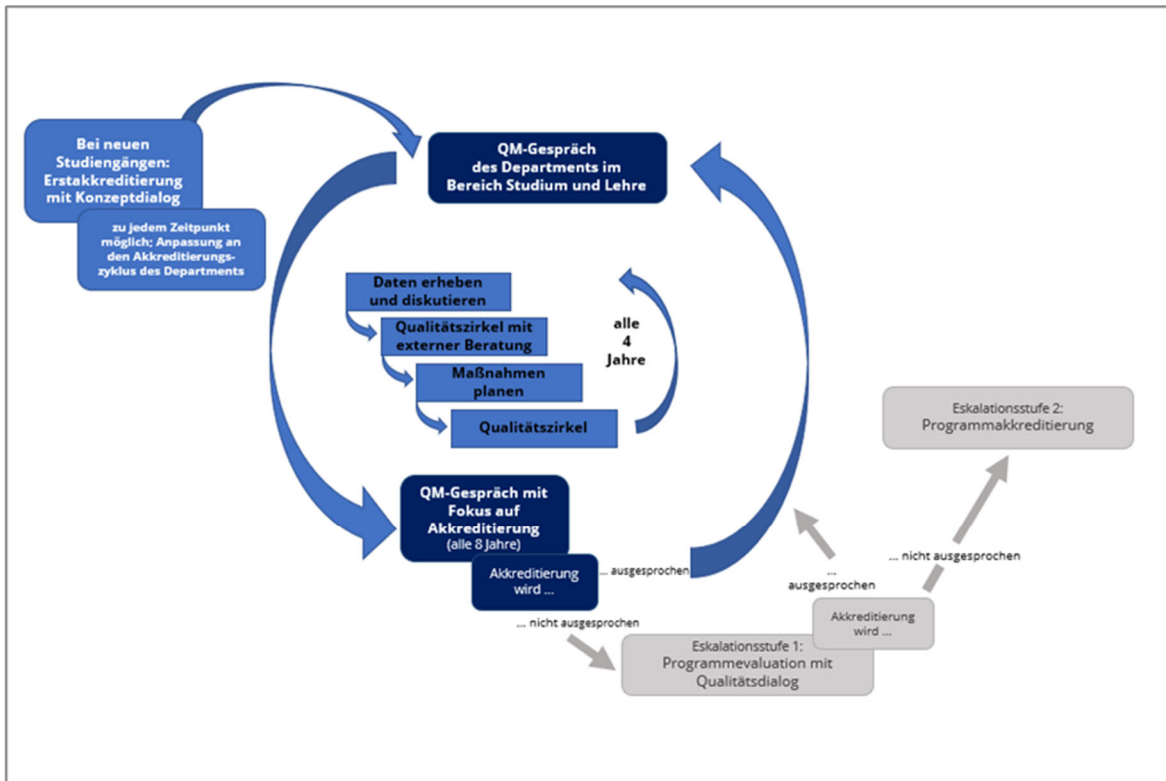 Bei neuen
Studiengängen:
Erstakkreditierung
mit Konzeptdialog
zu jedem Zeitpunkt
möglich; Anpassung an
den Akkreditierungs-
zyklus des Departments
QM-Gespräch
des Departments im
Bereich Studium und Lehre
Daten erheben
und diskutieren
Qualitätszirkel mit
externer Beratung
Maßnahmen
planen
Qualitätszirkel
alle
4
Jahre
QM-Gespräch mit
Fokus auf
Akkreditierung
(alle 8 Jahre)
Akkreditierung
wird ...
... ausgesprochen
... nicht ausgesprochen
Eskalationsstufe 1:
Programmevaluation mit
Qualitätsdialog
Akkreditierung
wird ...
...
ausgesprochen
... nicht ausgesprochen
Eskalationsstufe 2:
Programmakkreditierung